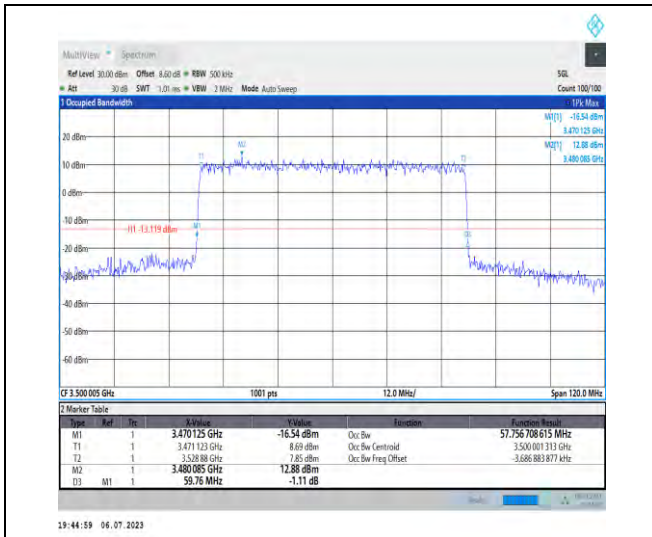 MultiView Spectrum
Ref Level 30.00 dBm Offset 8.60 dB RBW 500 kHz SGL
Att 30 dB SWT 1.01 ms VBW 2 MHz Mode Auto Sweep Count 100/100
1 Occupied Bandwidth 1Pk Max
M1[1] -16.54 dBm
3.470 125 GHz
M2[1] 12.88 dBm
3.480 085 GHz
20 dBm
M2
T1 T2
10 dBm
0 dBm
-10 dBm
H1 -13.119 dBm M1
D3
-20 dBm
-30 dBm
-40 dBm
-50 dBm
-60 dBm
CF 3.500 005 GHz 1001 pts 12.0 MHz/ Span 120.0 MHz
2 Marker Table
Type Ref Trc X-Value Y-Value Function Function Result
M1 1 3.470 125 GHz -16.54 dBm Occ Bw 57.756 708 615 MHz
T1 1 3.471 123 GHz 8.69 dBm Occ Bw Centroid 3.500 001 313 GHz
T2 1 3.528 88 GHz 7.85 dBm Occ Bw Freq Offset -3.686 883 877 kHz
M2 1 3.480 085 GHz 12.88 dBm
D3 M1 1 59.76 MHz -1.11 dB
19:44:59 06.07.2023